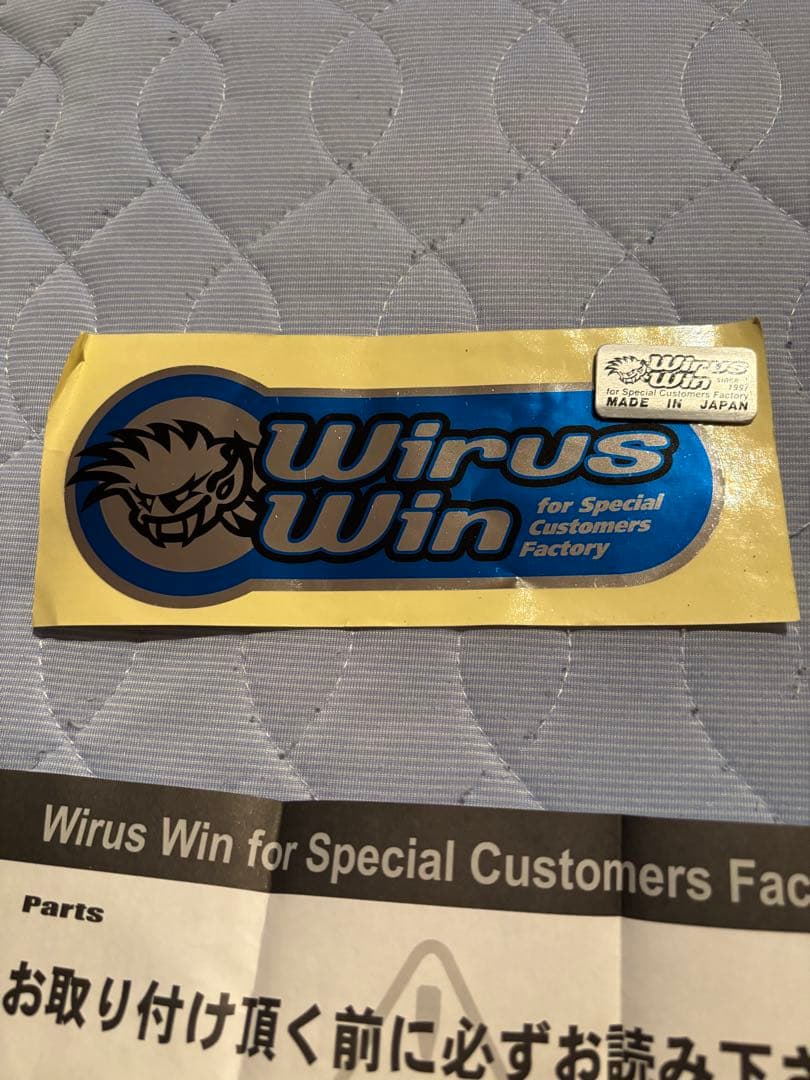 Wirus
Win
SINCE
1997
for Special Customers Factory
MADE IN JAPAN
Wirus
Win
for Special
Customers
Factory
Wirus Win for Special Customers Fac
Parts
お取り付け頂く前に必ずお読み下さ